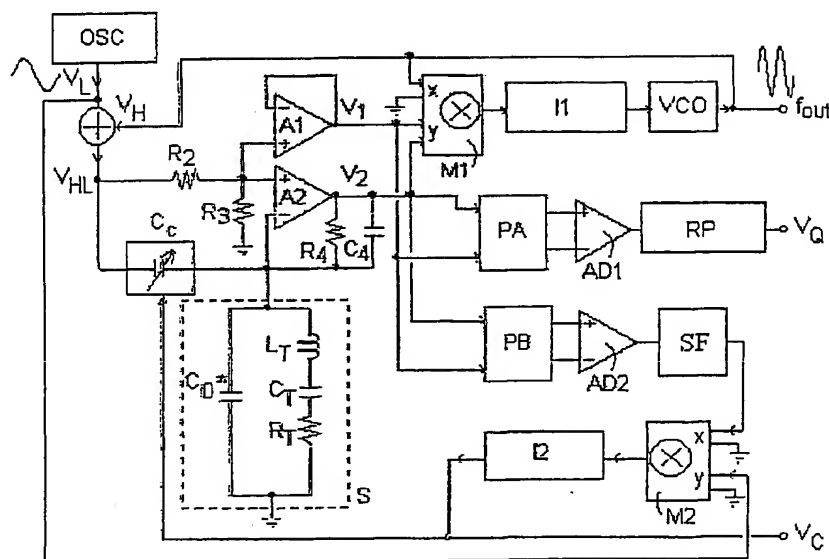 OSC
V_L
V_H
V_HL
R2
R3
A1
A2
V1
V2
R4
C4
C_c
x
y
M1
I1
VCO
f_out
PA
AD1
RP
V_Q
PB
AD2
SF
L_T
C_T
R_T
C_0*
S
I2
x
y
M2
V_C